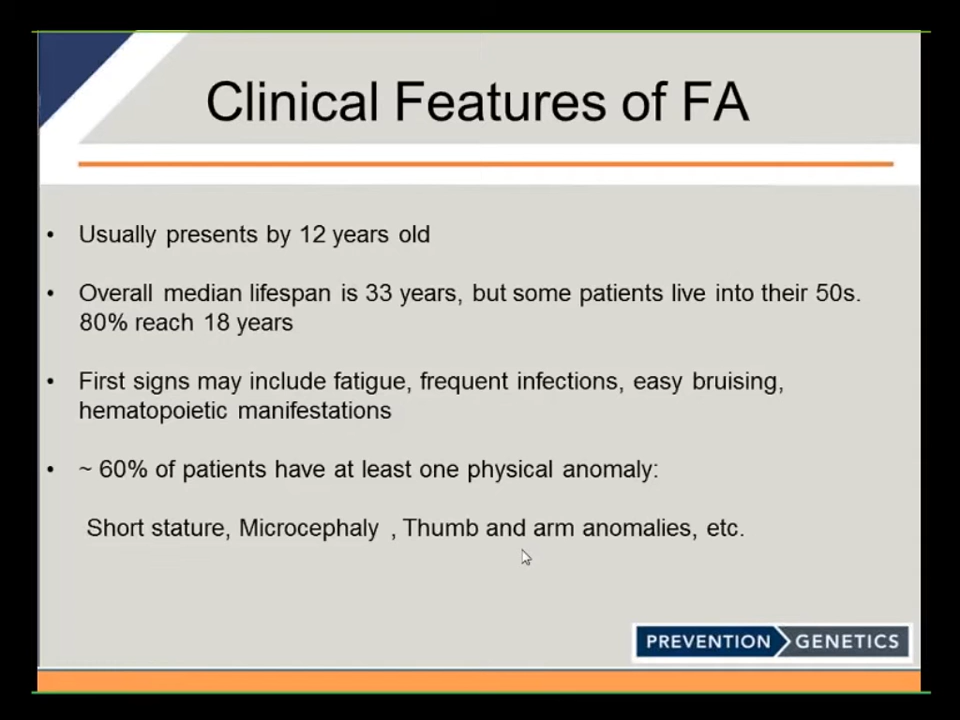 Clinical Features of FA
• Usually presents by 12 years old
• Overall median lifespan is 33 years, but some patients live into their 50s.
80% reach 18 years
• First signs may include fatigue, frequent infections, easy bruising,
hematopoietic manifestations
• ~ 60% of patients have at least one physical anomaly:
Short stature, Microcephaly , Thumb and arm anomalies, etc.
PREVENTION GENETICS